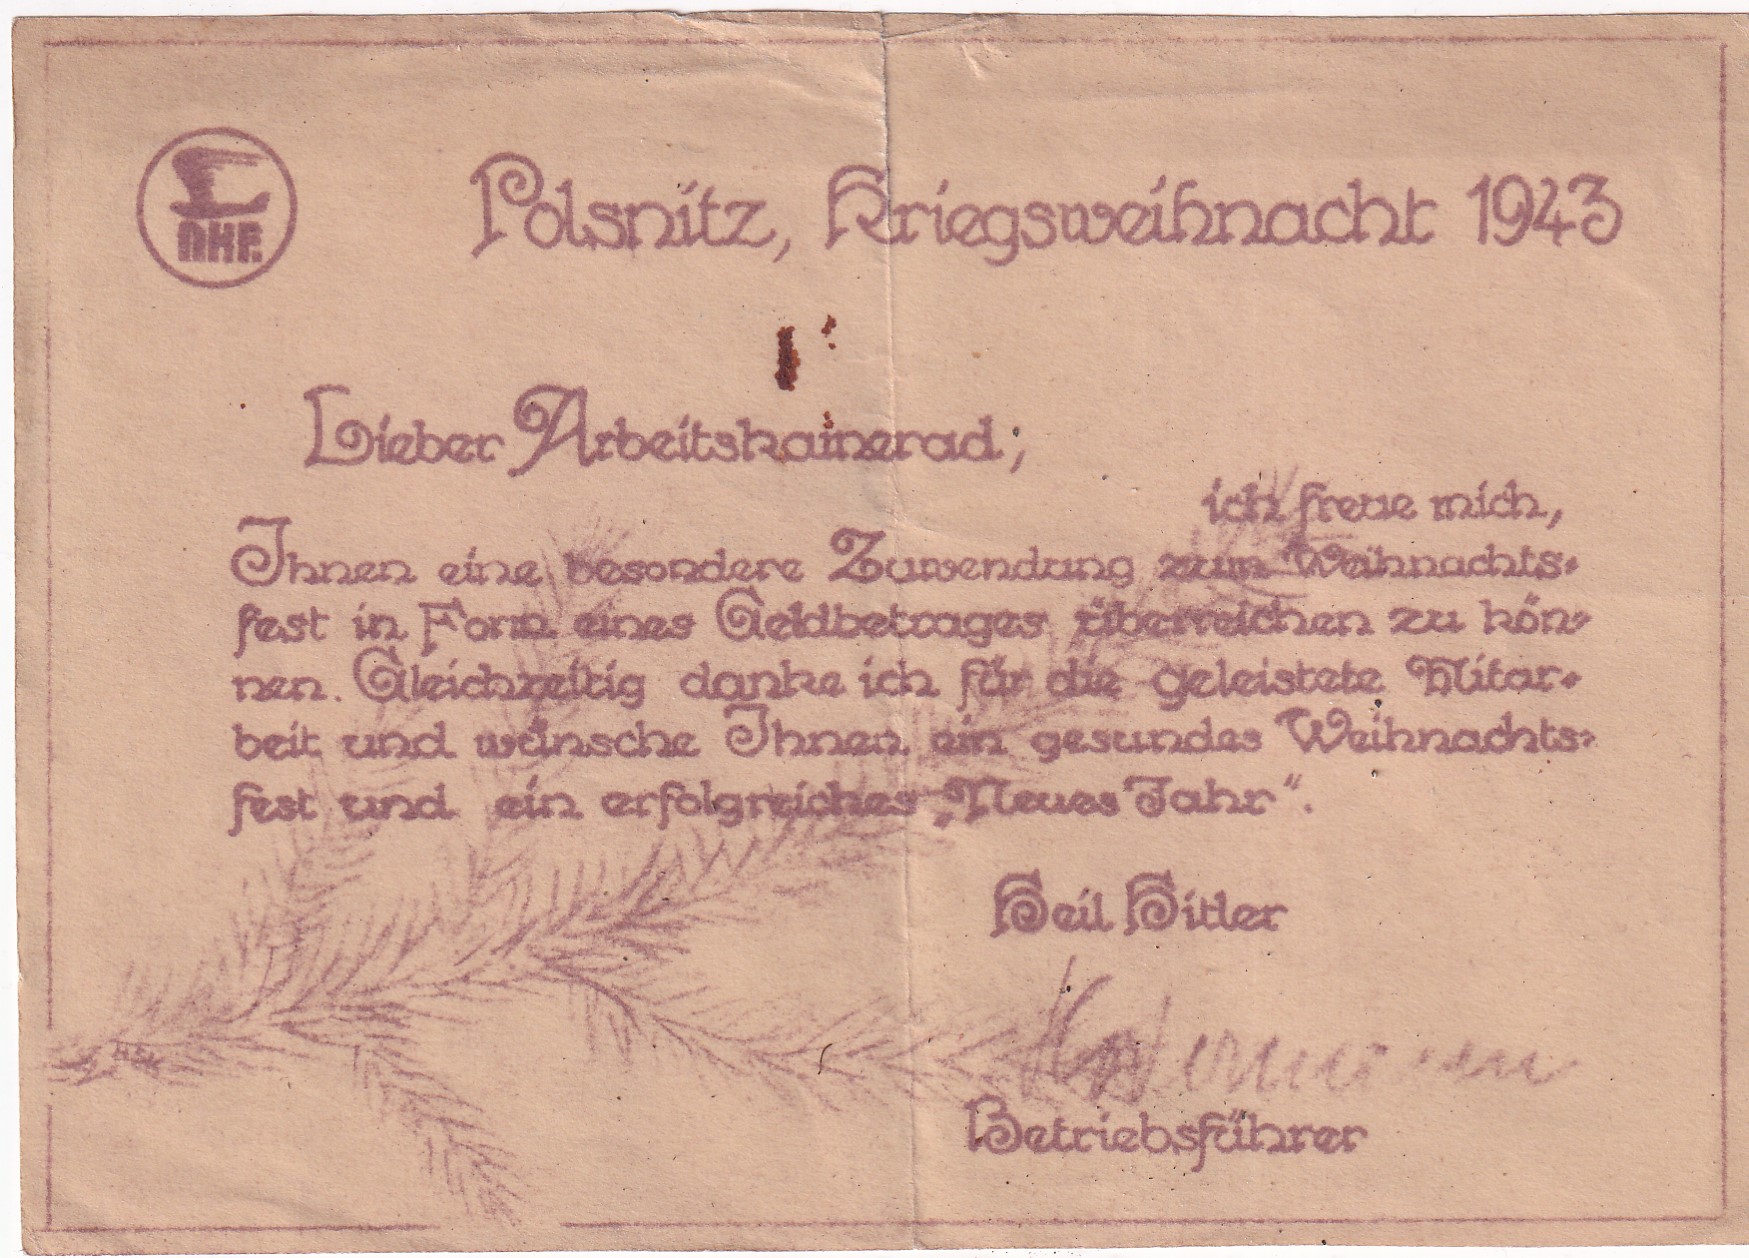 NHP.
Polsnitz, Kriegsweihnacht 1943
Lieber Arbeitskamerad,
ich freue mich,
Ihnen eine besondere Zuwendung zum Weihnachts-
fest in Form eines Geldbetrages überreichen zu kön-
nen. Gleichzeitig danke ich für die geleistete Mitar-
beit und wünsche Ihnen ein gesundes Weihnachts-
fest und ein erfolgreiches „Neues Jahr“.
Heil Hitler
Betriebsführer